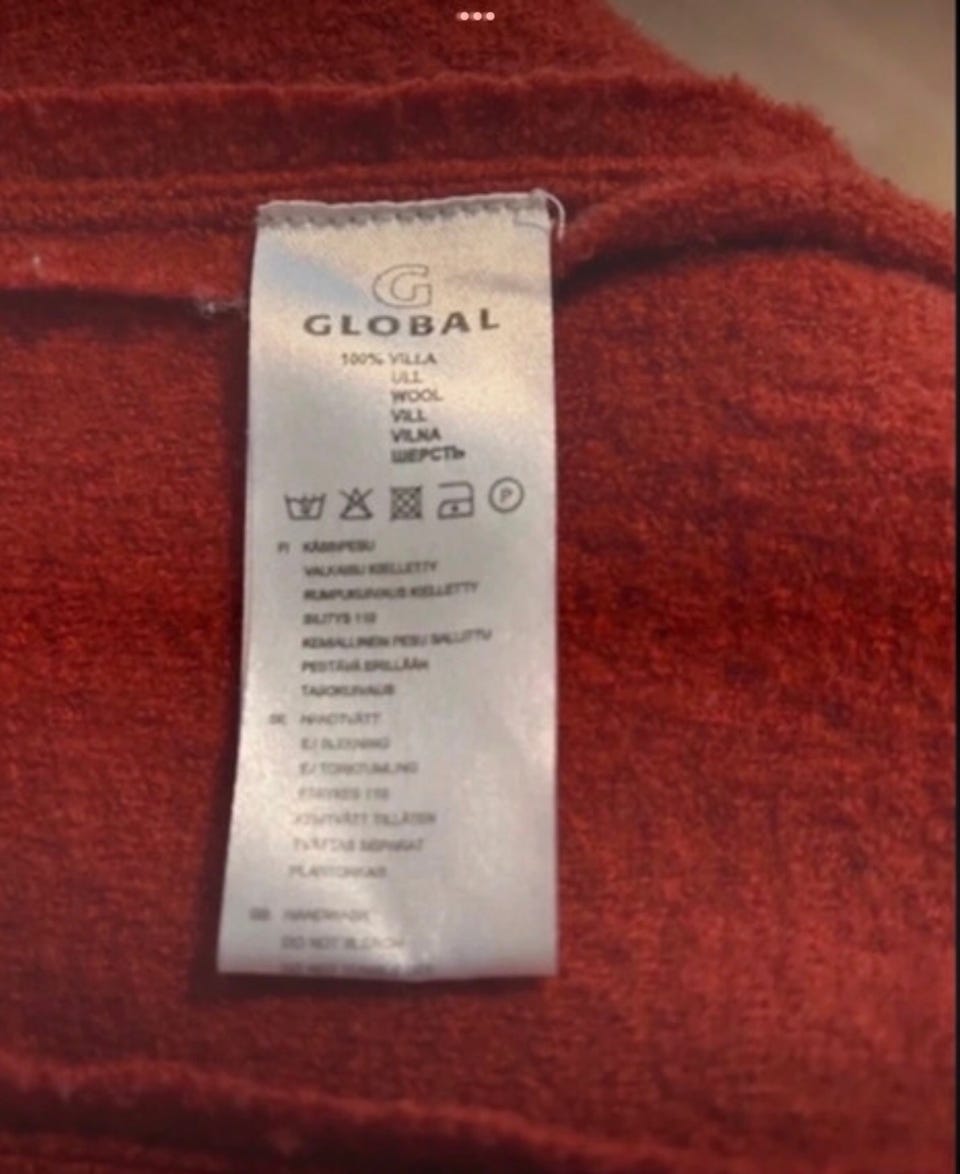 G
GLOBAL
100% VILLA
ULL
WOOL
VILL
VILNA
ШЕРСТЬ
P
FI KÄSINPESU
VALKAISU KIELLETTY
RUMPUKUIVAUS KIELLETTY
SILITYS 110
KEMIALLINEN PESU SALLITTU
PESTÄVÄ ERILLÄÄN
TASOKUIVAUS
SE HANDTVÄTT
EJ BLEKNING
EJ TORKTUMLING
STRYKES 110
KEMTVÄTT TILLÅTEN
TVÄTTAS SEPARAT
PLANTORKAS
GB HANDWASH
DO NOT BLEACH